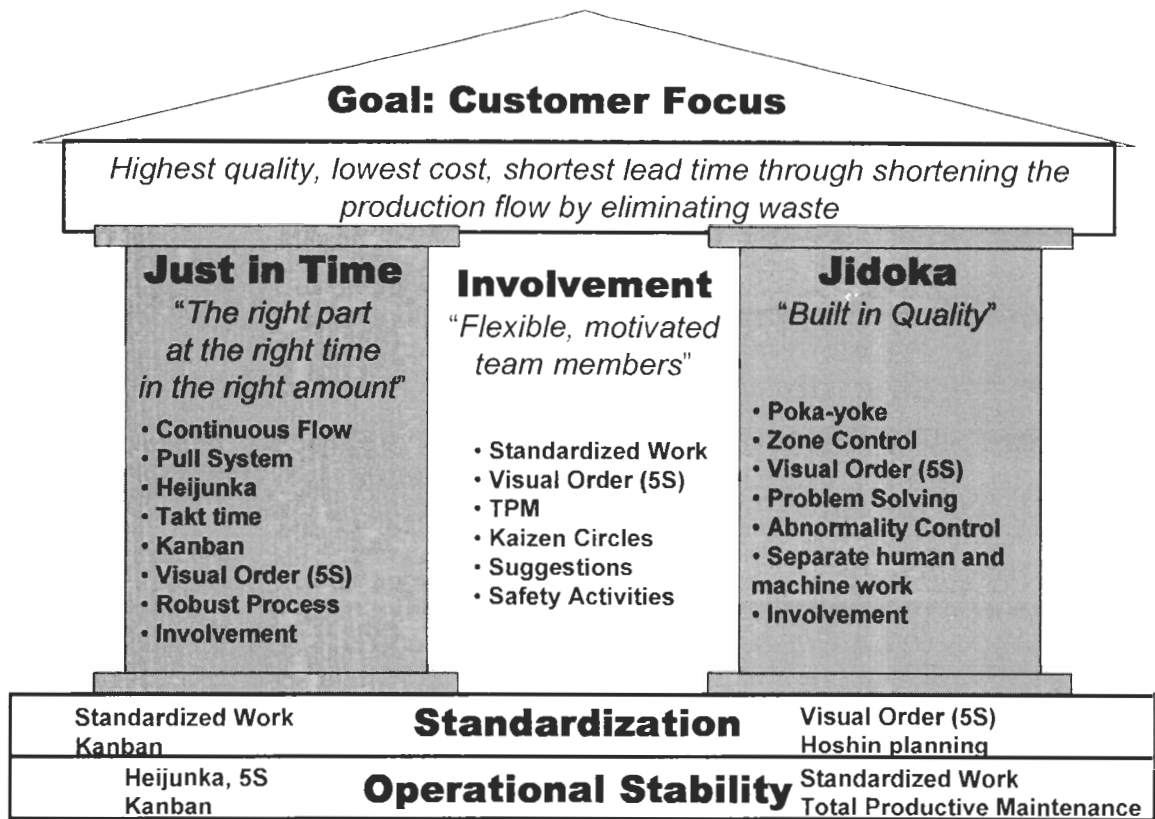 Goal: Customer Focus
Highest quality, lowest cost, shortest lead time through shortening the
production flow by eliminating waste
Just in Time
"The right part
at the right time
in the right amount"
• Continuous Flow
• Pull System
• Heijunka
• Takt time
• Kanban
• Visual Order (5S)
• Robust Process
• Involvement
Involvement
"Flexible, motivated
team members"
• Standardized Work
• Visual Order (5S)
• TPM
• Kaizen Circles
• Suggestions
• Safety Activities
Jidoka
"Built in Quality"
• Poka-yoke
• Zone Control
• Visual Order (5S)
• Problem Solving
• Abnormality Control
• Separate human and
machine work
• Involvement
Standardized Work
Kanban
Standardization
Visual Order (5S)
Hoshin planning
Heijunka, 5S
Kanban
Operational Stability
Standardized Work
Total Productive Maintenance